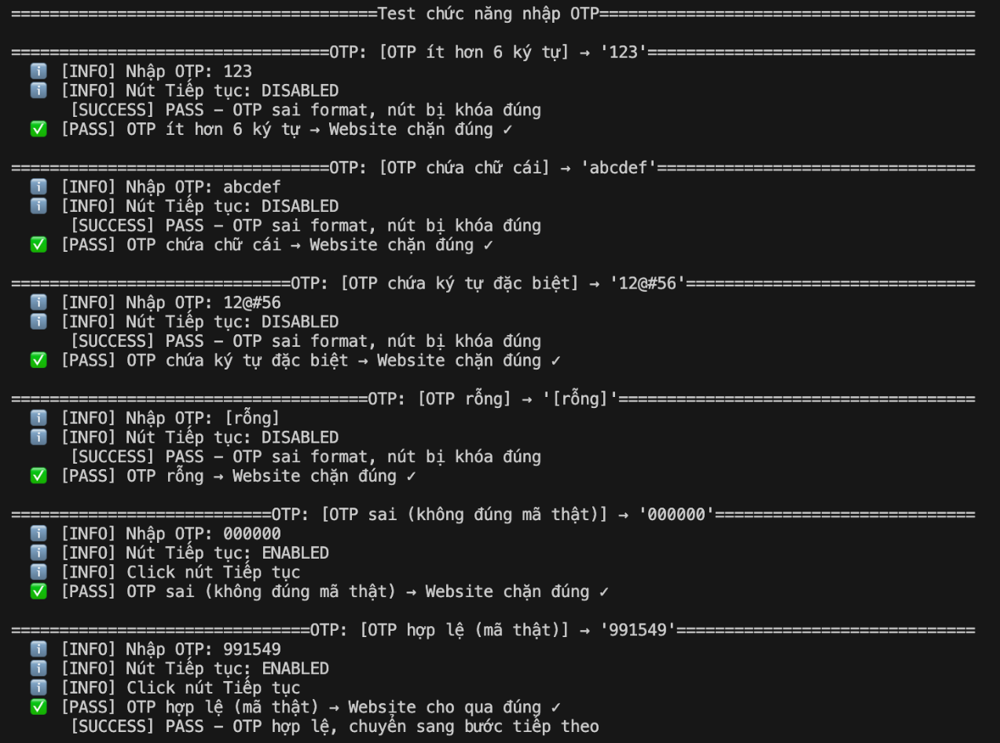 ======================================Test chức năng nhập OTP=======================================
=================================OTP: [OTP ít hơn 6 ký tự] → '123'==================================
ℹ️ [INFO] Nhập OTP: 123
ℹ️ [INFO] Nút Tiếp tục: DISABLED
[SUCCESS] PASS – OTP sai format, nút bị khóa đúng
✅ [PASS] OTP ít hơn 6 ký tự → Website chặn đúng ✓
=================================OTP: [OTP chứa chữ cái] → 'abcdef'=================================
ℹ️ [INFO] Nhập OTP: abcdef
ℹ️ [INFO] Nút Tiếp tục: DISABLED
[SUCCESS] PASS – OTP sai format, nút bị khóa đúng
✅ [PASS] OTP chứa chữ cái → Website chặn đúng ✓
=============================OTP: [OTP chứa ký tự đặc biệt] → '12@#56'==============================
ℹ️ [INFO] Nhập OTP: 12@#56
ℹ️ [INFO] Nút Tiếp tục: DISABLED
[SUCCESS] PASS – OTP sai format, nút bị khóa đúng
✅ [PASS] OTP chứa ký tự đặc biệt → Website chặn đúng ✓
=====================================OTP: [OTP rỗng] → '[rỗng]'=====================================
ℹ️ [INFO] Nhập OTP: [rỗng]
ℹ️ [INFO] Nút Tiếp tục: DISABLED
[SUCCESS] PASS – OTP sai format, nút bị khóa đúng
✅ [PASS] OTP rỗng → Website chặn đúng ✓
===========================OTP: [OTP sai (không đúng mã thật)] → '000000'===========================
ℹ️ [INFO] Nhập OTP: 000000
ℹ️ [INFO] Nút Tiếp tục: ENABLED
ℹ️ [INFO] Click nút Tiếp tục
✅ [PASS] OTP sai (không đúng mã thật) → Website chặn đúng ✓
===============================OTP: [OTP hợp lệ (mã thật)] → '991549'===============================
ℹ️ [INFO] Nhập OTP: 991549
ℹ️ [INFO] Nút Tiếp tục: ENABLED
ℹ️ [INFO] Click nút Tiếp tục
✅ [PASS] OTP hợp lệ (mã thật) → Website cho qua đúng ✓
[SUCCESS] PASS – OTP hợp lệ, chuyển sang bước tiếp theo